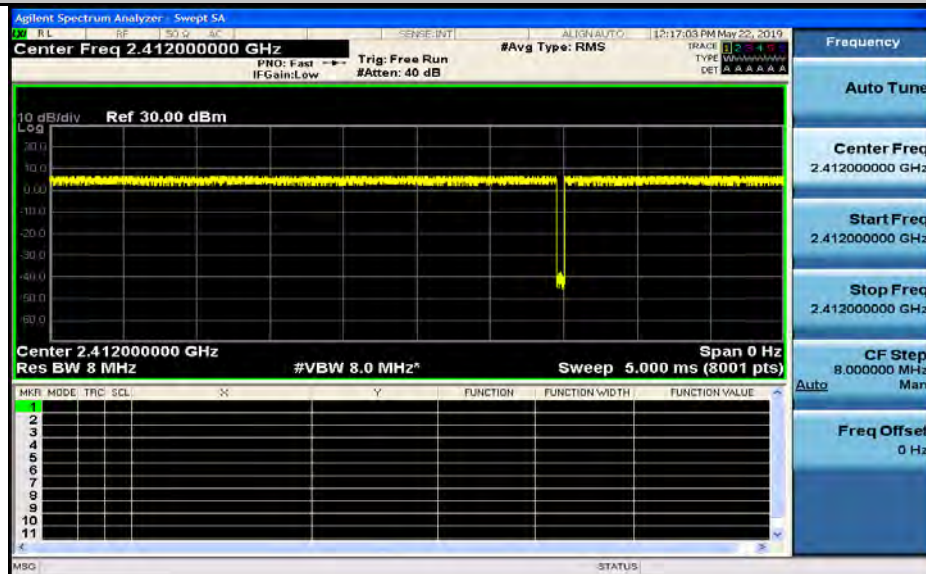 Agilent Spectrum Analyzer - Swept SA
LXI RL RF 50 Ω AC SENSE:INT ALIGN AUTO 12:17:03 PM May 22, 2019
Center Freq 2.412000000 GHz #Avg Type: RMS TRACE 1 2 3 4 5 6
PNO: Fast Trig: Free Run TYPE
IFGain:Low #Atten: 40 dB DET A A A A A A
10 dB/div Ref 30.00 dBm
Log
20.0
10.0
0.00
-10.0
-20.0
-30.0
-40.0
-50.0
-60.0
Center 2.412000000 GHz Span 0 Hz
Res BW 8 MHz #VBW 8.0 MHz* Sweep 5.000 ms (8001 pts)
MKR MODE TRC SCL X Y FUNCTION FUNCTION WIDTH FUNCTION VALUE
1
2
3
4
5
6
7
8
9
10
11
MSG STATUS
Frequency
Auto Tune
Center Freq
2.412000000 GHz
Start Freq
2.412000000 GHz
Stop Freq
2.412000000 GHz
CF Step
8.000000 MHz
Auto Man
Freq Offset
0 Hz